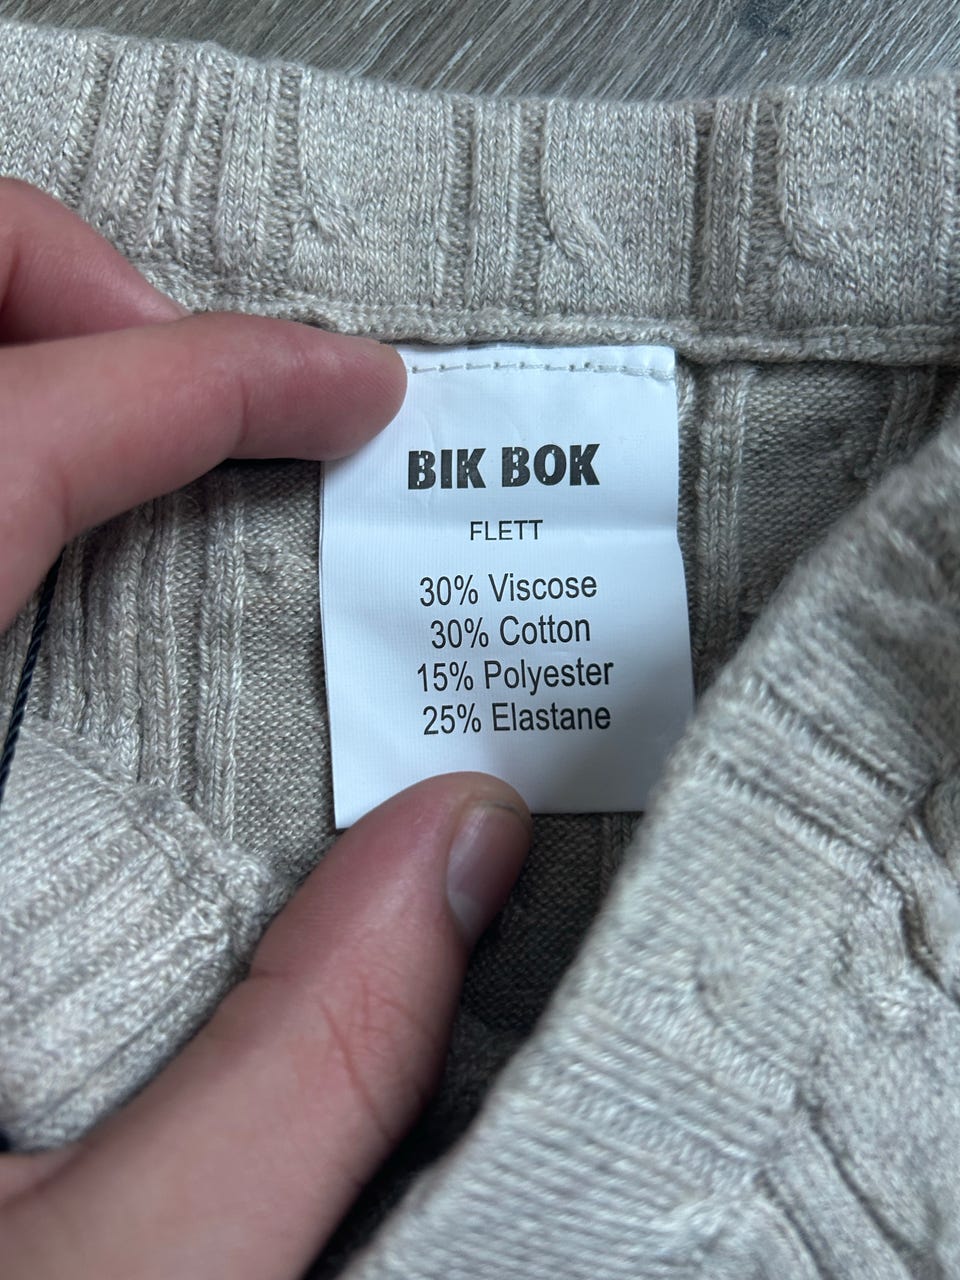 BIK BOK
FLETT
30% Viscose
30% Cotton
15% Polyester
25% Elastane